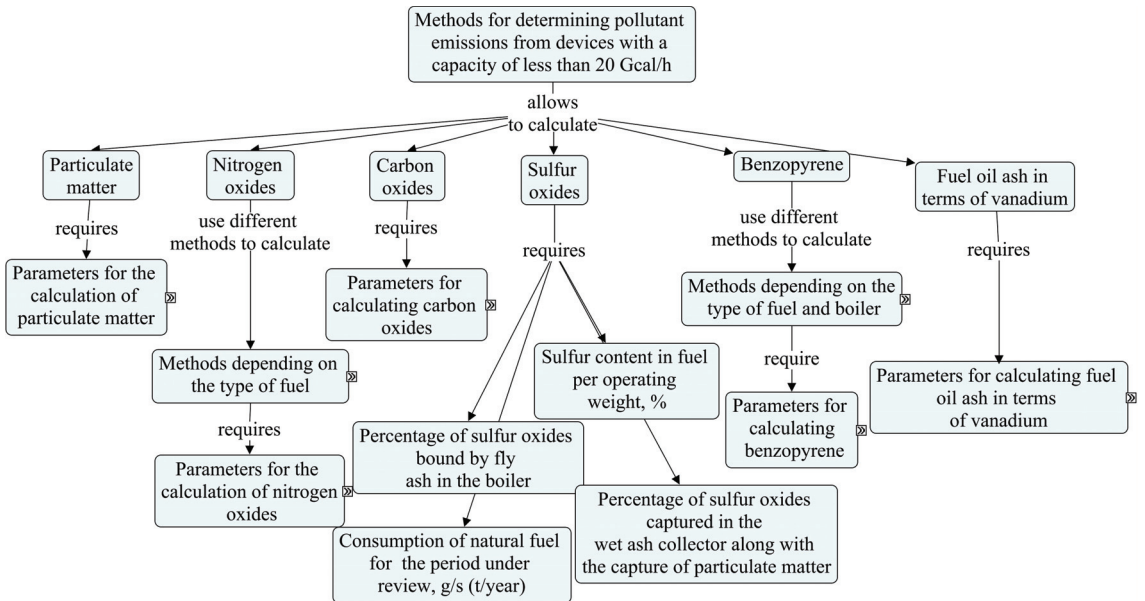 Methods for determining pollutant
emissions from devices with a
capacity of less than 20 Gcal/h
allows
to calculate
Particulate
matter
Nitrogen
oxides
Carbon
oxides
Sulfur
oxides
Benzopyrene
Fuel oil ash in
terms of vanadium
requires
use different
methods to calculate
requires
requires
use different
methods to calculate
requires
Parameters for the
calculation of
particulate matter
Parameters for
calculating carbon
oxides
Methods depending on the
type of fuel and boiler
Methods depending on
the type of fuel
Sulfur content in fuel
per operating
weight, %
require
Parameters for calculating fuel
oil ash in terms
of vanadium
requires
Percentage of sulfur oxides
bound by fly
ash in the boiler
Parameters for
calculating
benzopyrene
Parameters for the
calculation of nitrogen
oxides
Percentage of sulfur oxides
captured in the
wet ash collector along with
the capture of particulate matter
Consumption of natural fuel
for the period under
review, g/s (t/year)